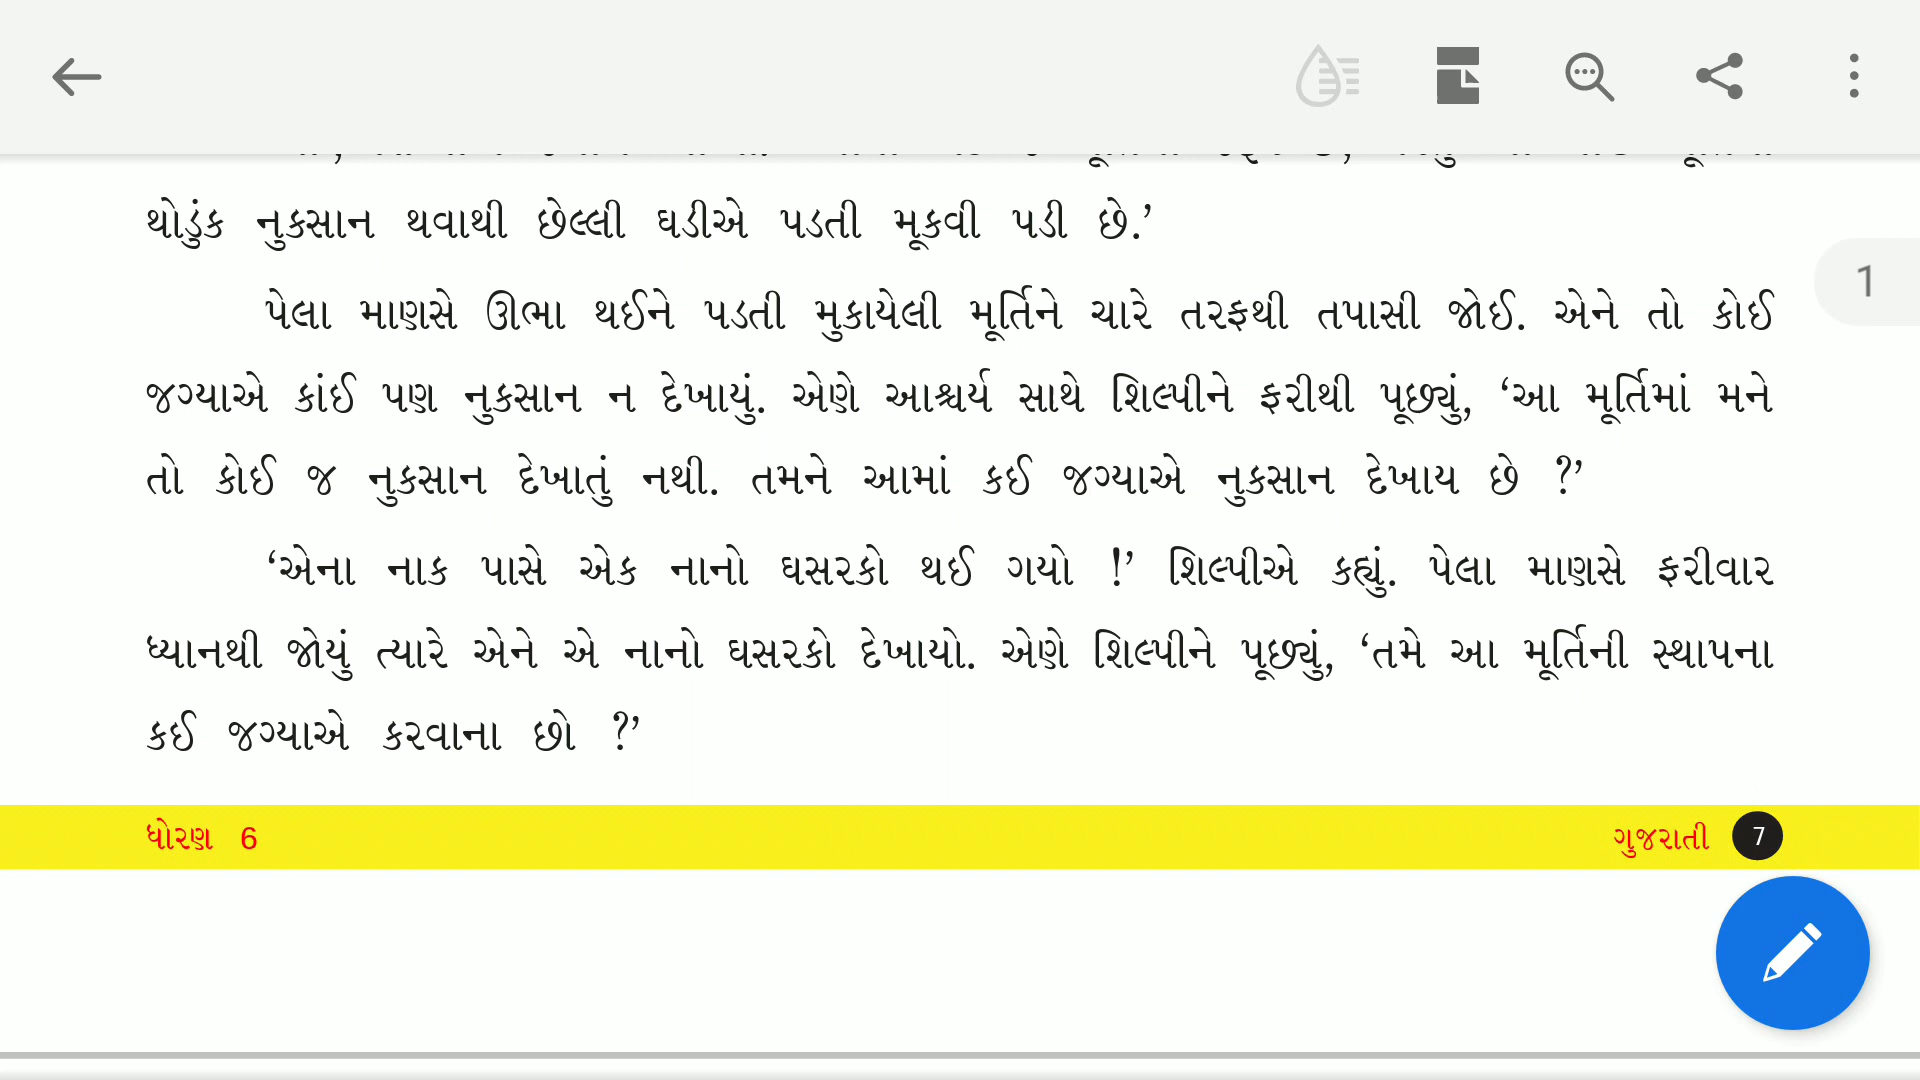 થોડુંક નુકસાન થવાથી છેલ્લી ઘડીએ પડતી મૂકવી પડી છે.’
1
પેલા માણસે ઊભા થઈને પડતી મુકાયેલી મૂર્તિને ચારે તરફથી તપાસી જોઈ. એને તો કોઈ
જગ્યાએ કાંઈ પણ નુકસાન ન દેખાયું. એણે આશ્ચર્ય સાથે શિલ્પીને ફરીથી પૂછ્યું, ‘આ મૂર્તિમાં મને
તો કોઈ જ નુકસાન દેખાતું નથી. તમને આમાં કઈ જગ્યાએ નુકસાન દેખાય છે ?’
‘એના નાક પાસે એક નાનો ઘસરકો થઈ ગયો !’ શિલ્પીએ કહ્યું. પેલા માણસે ફરીવાર
ધ્યાનથી જોયું ત્યારે એને એ નાનો ઘસરકો દેખાયો. એણે શિલ્પીને પૂછ્યું, ‘તમે આ મૂર્તિની સ્થાપના
કઈ જગ્યાએ કરવાના છો ?’
ધોરણ 6
ગુજરાતી 7